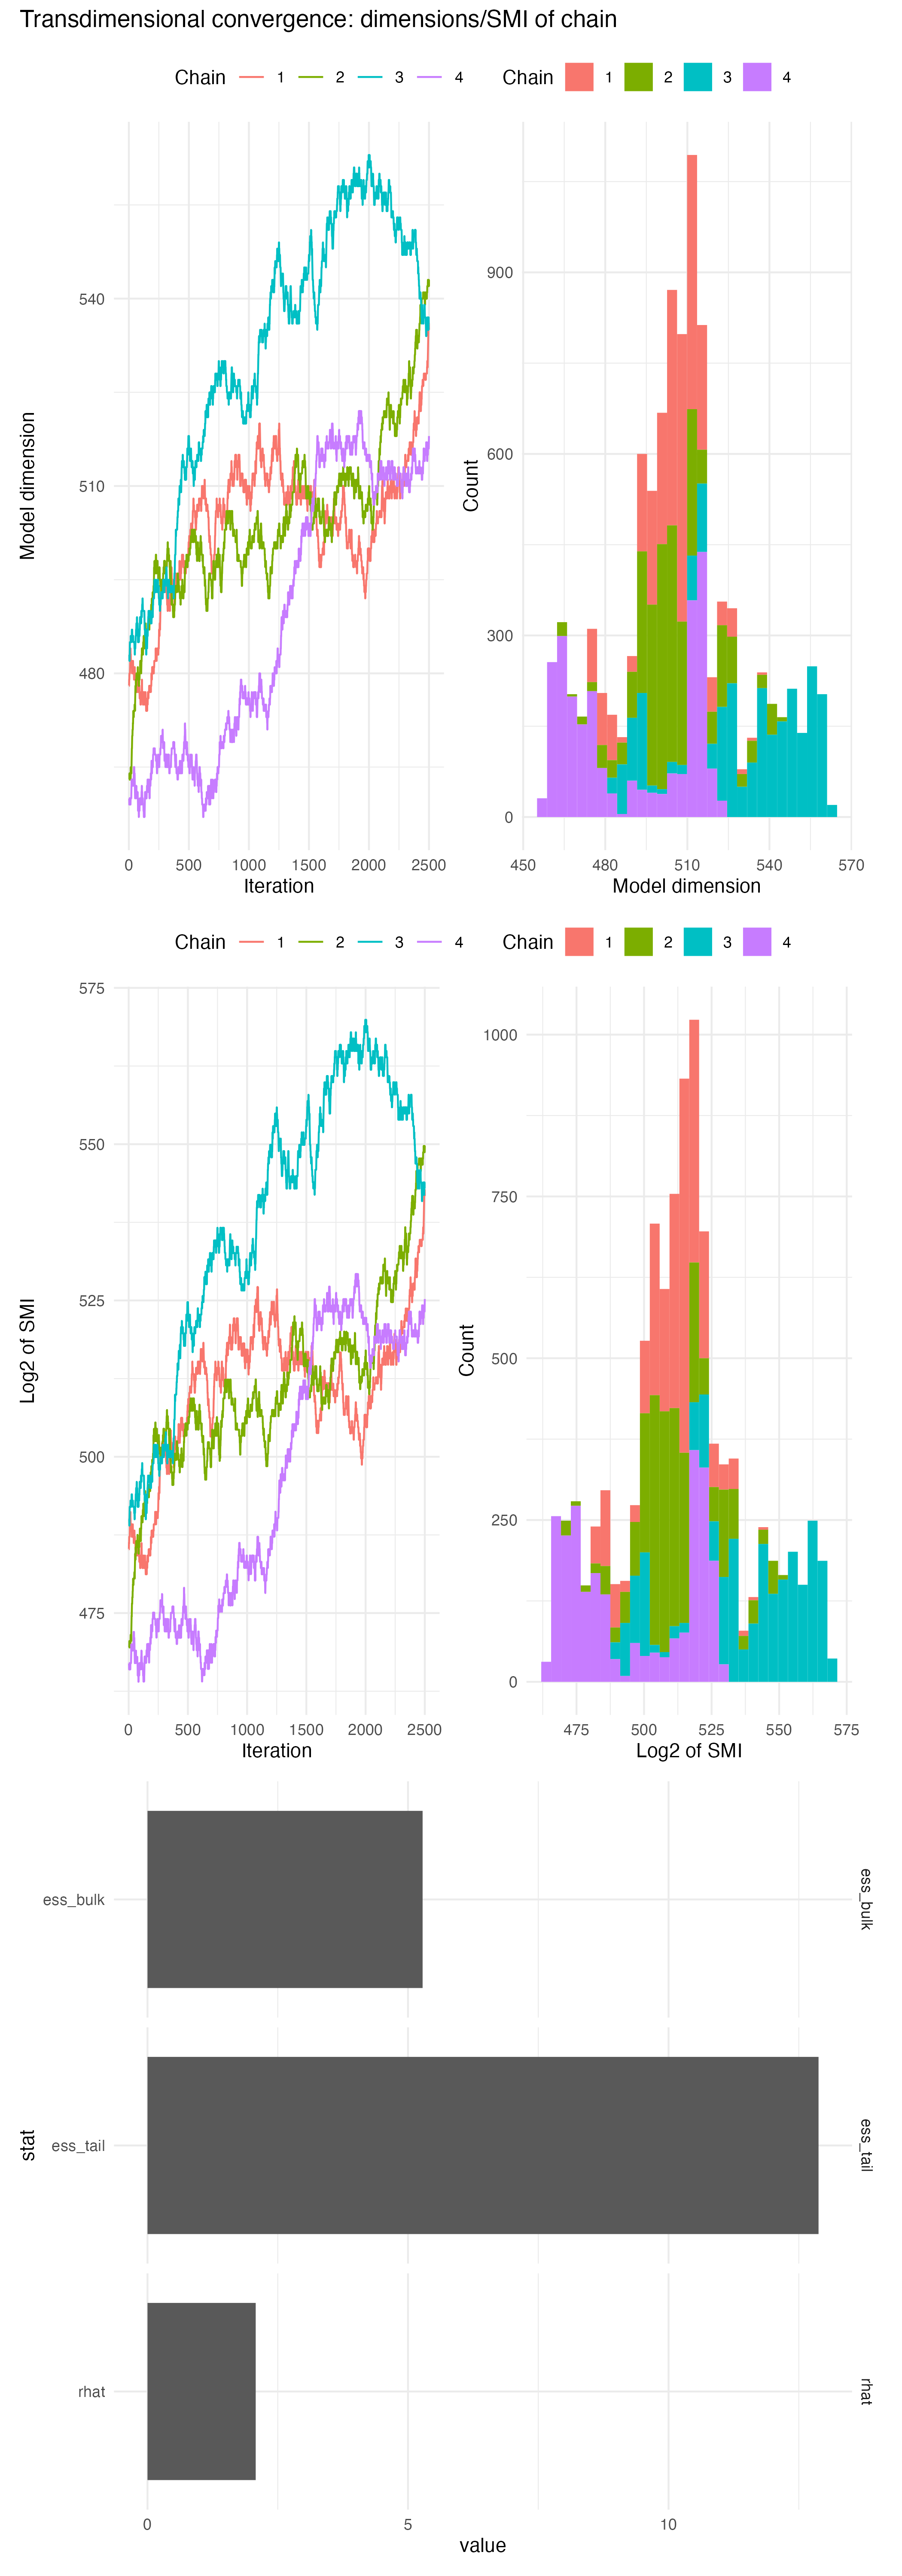 Transdimensional convergence: dimensions/SMI of chain
Chain 1 2 3 4 Chain 1 2 3 4
Model dimension
540
510
480
0 500 1000 1500 2000 2500
Iteration
Count
900
600
300
0
450 480 510 540 570
Model dimension
Chain 1 2 3 4 Chain 1 2 3 4
Log2 of SMI
575
550
525
500
475
0 500 1000 1500 2000 2500
Iteration
Count
1000
750
500
250
0
475 500 525 550 575
Log2 of SMI
stat
ess_bulk
ess_bulk
ess_tail
ess_tail
rhat
rhat
0 5 10
value